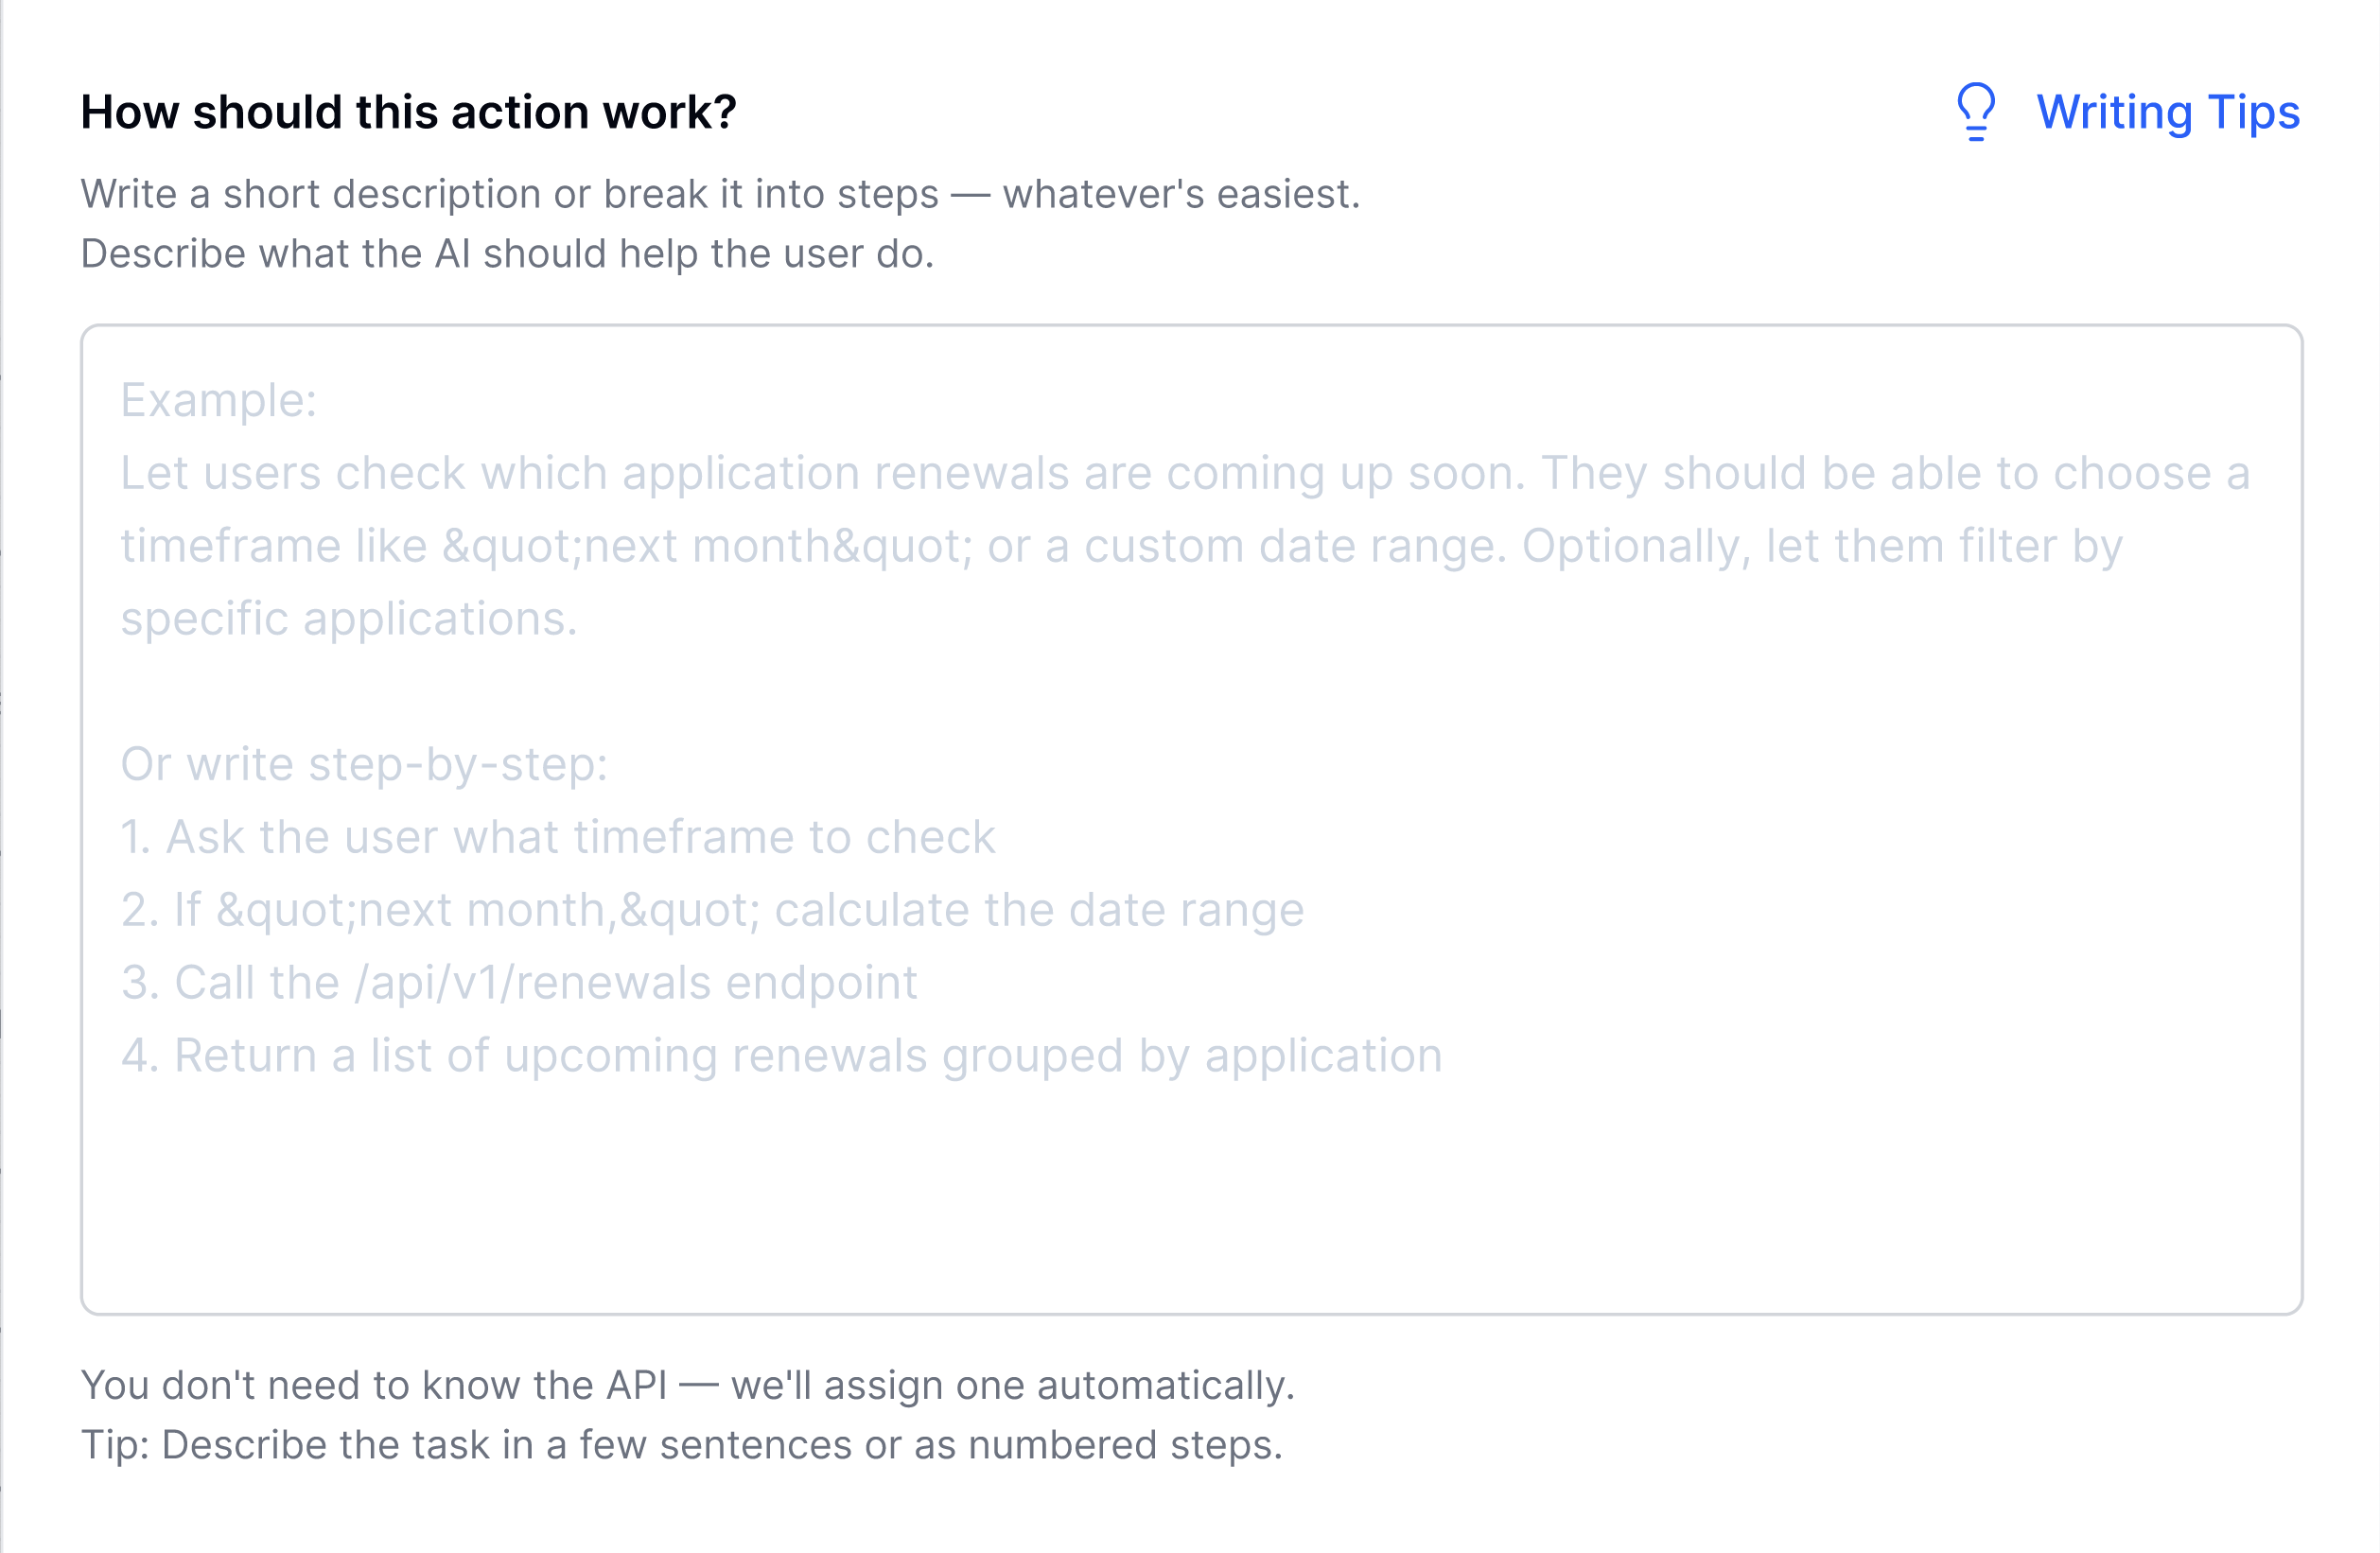 How should this action work?
Writing Tips
Write a short description or break it into steps — whatever's easiest.
Describe what the AI should help the user do.
Example:
Let users check which application renewals are coming up soon. They should be able to choose a
timeframe like &quot;next month&quot; or a custom date range. Optionally, let them filter by
specific applications.
Or write step-by-step:
1. Ask the user what timeframe to check
2. If &quot;next month,&quot; calculate the date range
3. Call the /api/v1/renewals endpoint
4. Return a list of upcoming renewals grouped by application
You don't need to know the API — we'll assign one automatically.
Tip: Describe the task in a few sentences or as numbered steps.